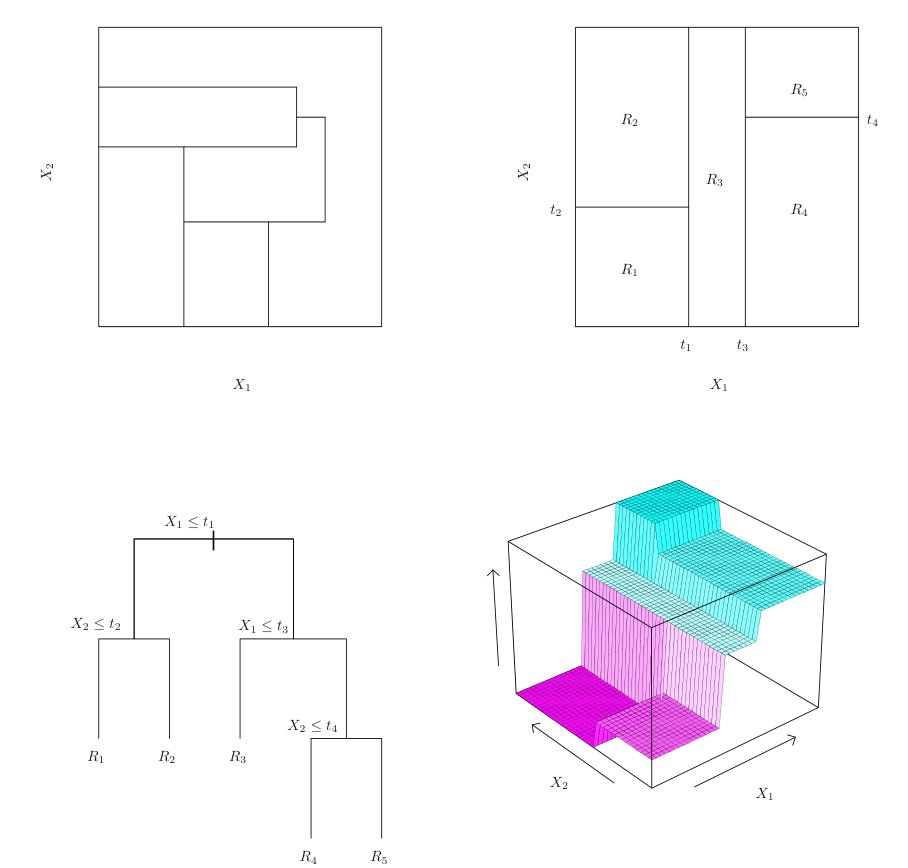 X₂
X₁
R₅
R₂
t₄
X₂
R₃
t₂
R₄
R₁
t₁
t₃
X₁
X₁ ≤ t₁
X₂ ≤ t₂
X₁ ≤ t₃
X₂ ≤ t₄
R₁
R₂
R₃
R₄
R₅
X₂
X₁